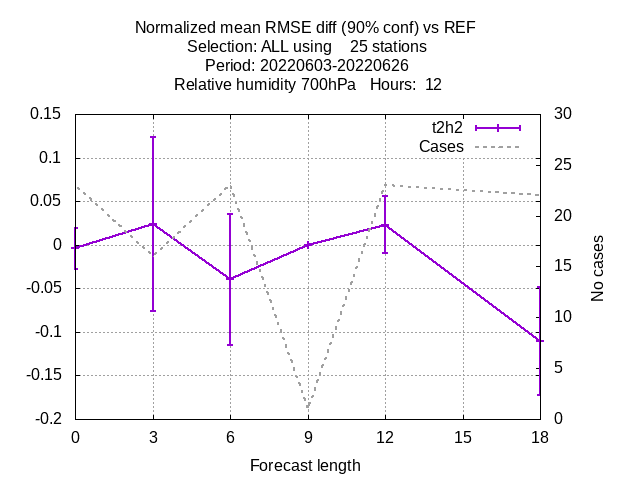 Normalized mean RMSE diff (90% conf) vs REF
Selection: ALL using    25 stations
Period: 20220603-20220626
Relative humidity 700hPa   Hours:  12
t2h2
Cases
0.15
0.1
0.05
0
-0.05
-0.1
-0.15
-0.2
30
25
20
15
10
5
0
No cases
0 3 6 9 12 15 18
Forecast length